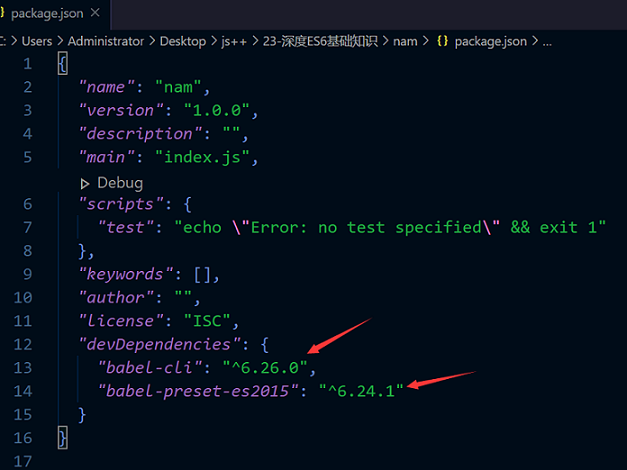 {} package.json ×
C: > Users > Administrator > Desktop > js++ > 23-深度ES6基础知识 > nam > {} package.json > ...
1 {
2 "name": "nam",
3 "version": "1.0.0",
4 "description": "",
5 "main": "index.js",
▷ Debug
6 "scripts": {
7 "test": "echo \"Error: no test specified\" && exit 1"
8 },
9 "keywords": [],
10 "author": "",
11 "license": "ISC",
12 "devDependencies": {
13 "babel-cli": "^6.26.0",
14 "babel-preset-es2015": "^6.24.1"
15 }
16 }
17